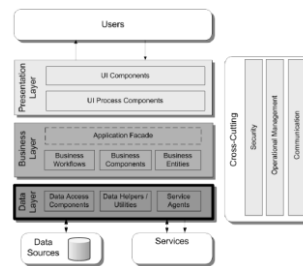 Users
Presentation
Layer
UI Components
UI Process Components
Business
Layer
Application Facade
Business
Workflows
Business
Components
Business
Entities
Data
Layer
Data Access
Components
Data Helpers /
Utilities
Service
Agents
Data
Sources
Services
Cross-Cutting
Security
Operational Management
Communication